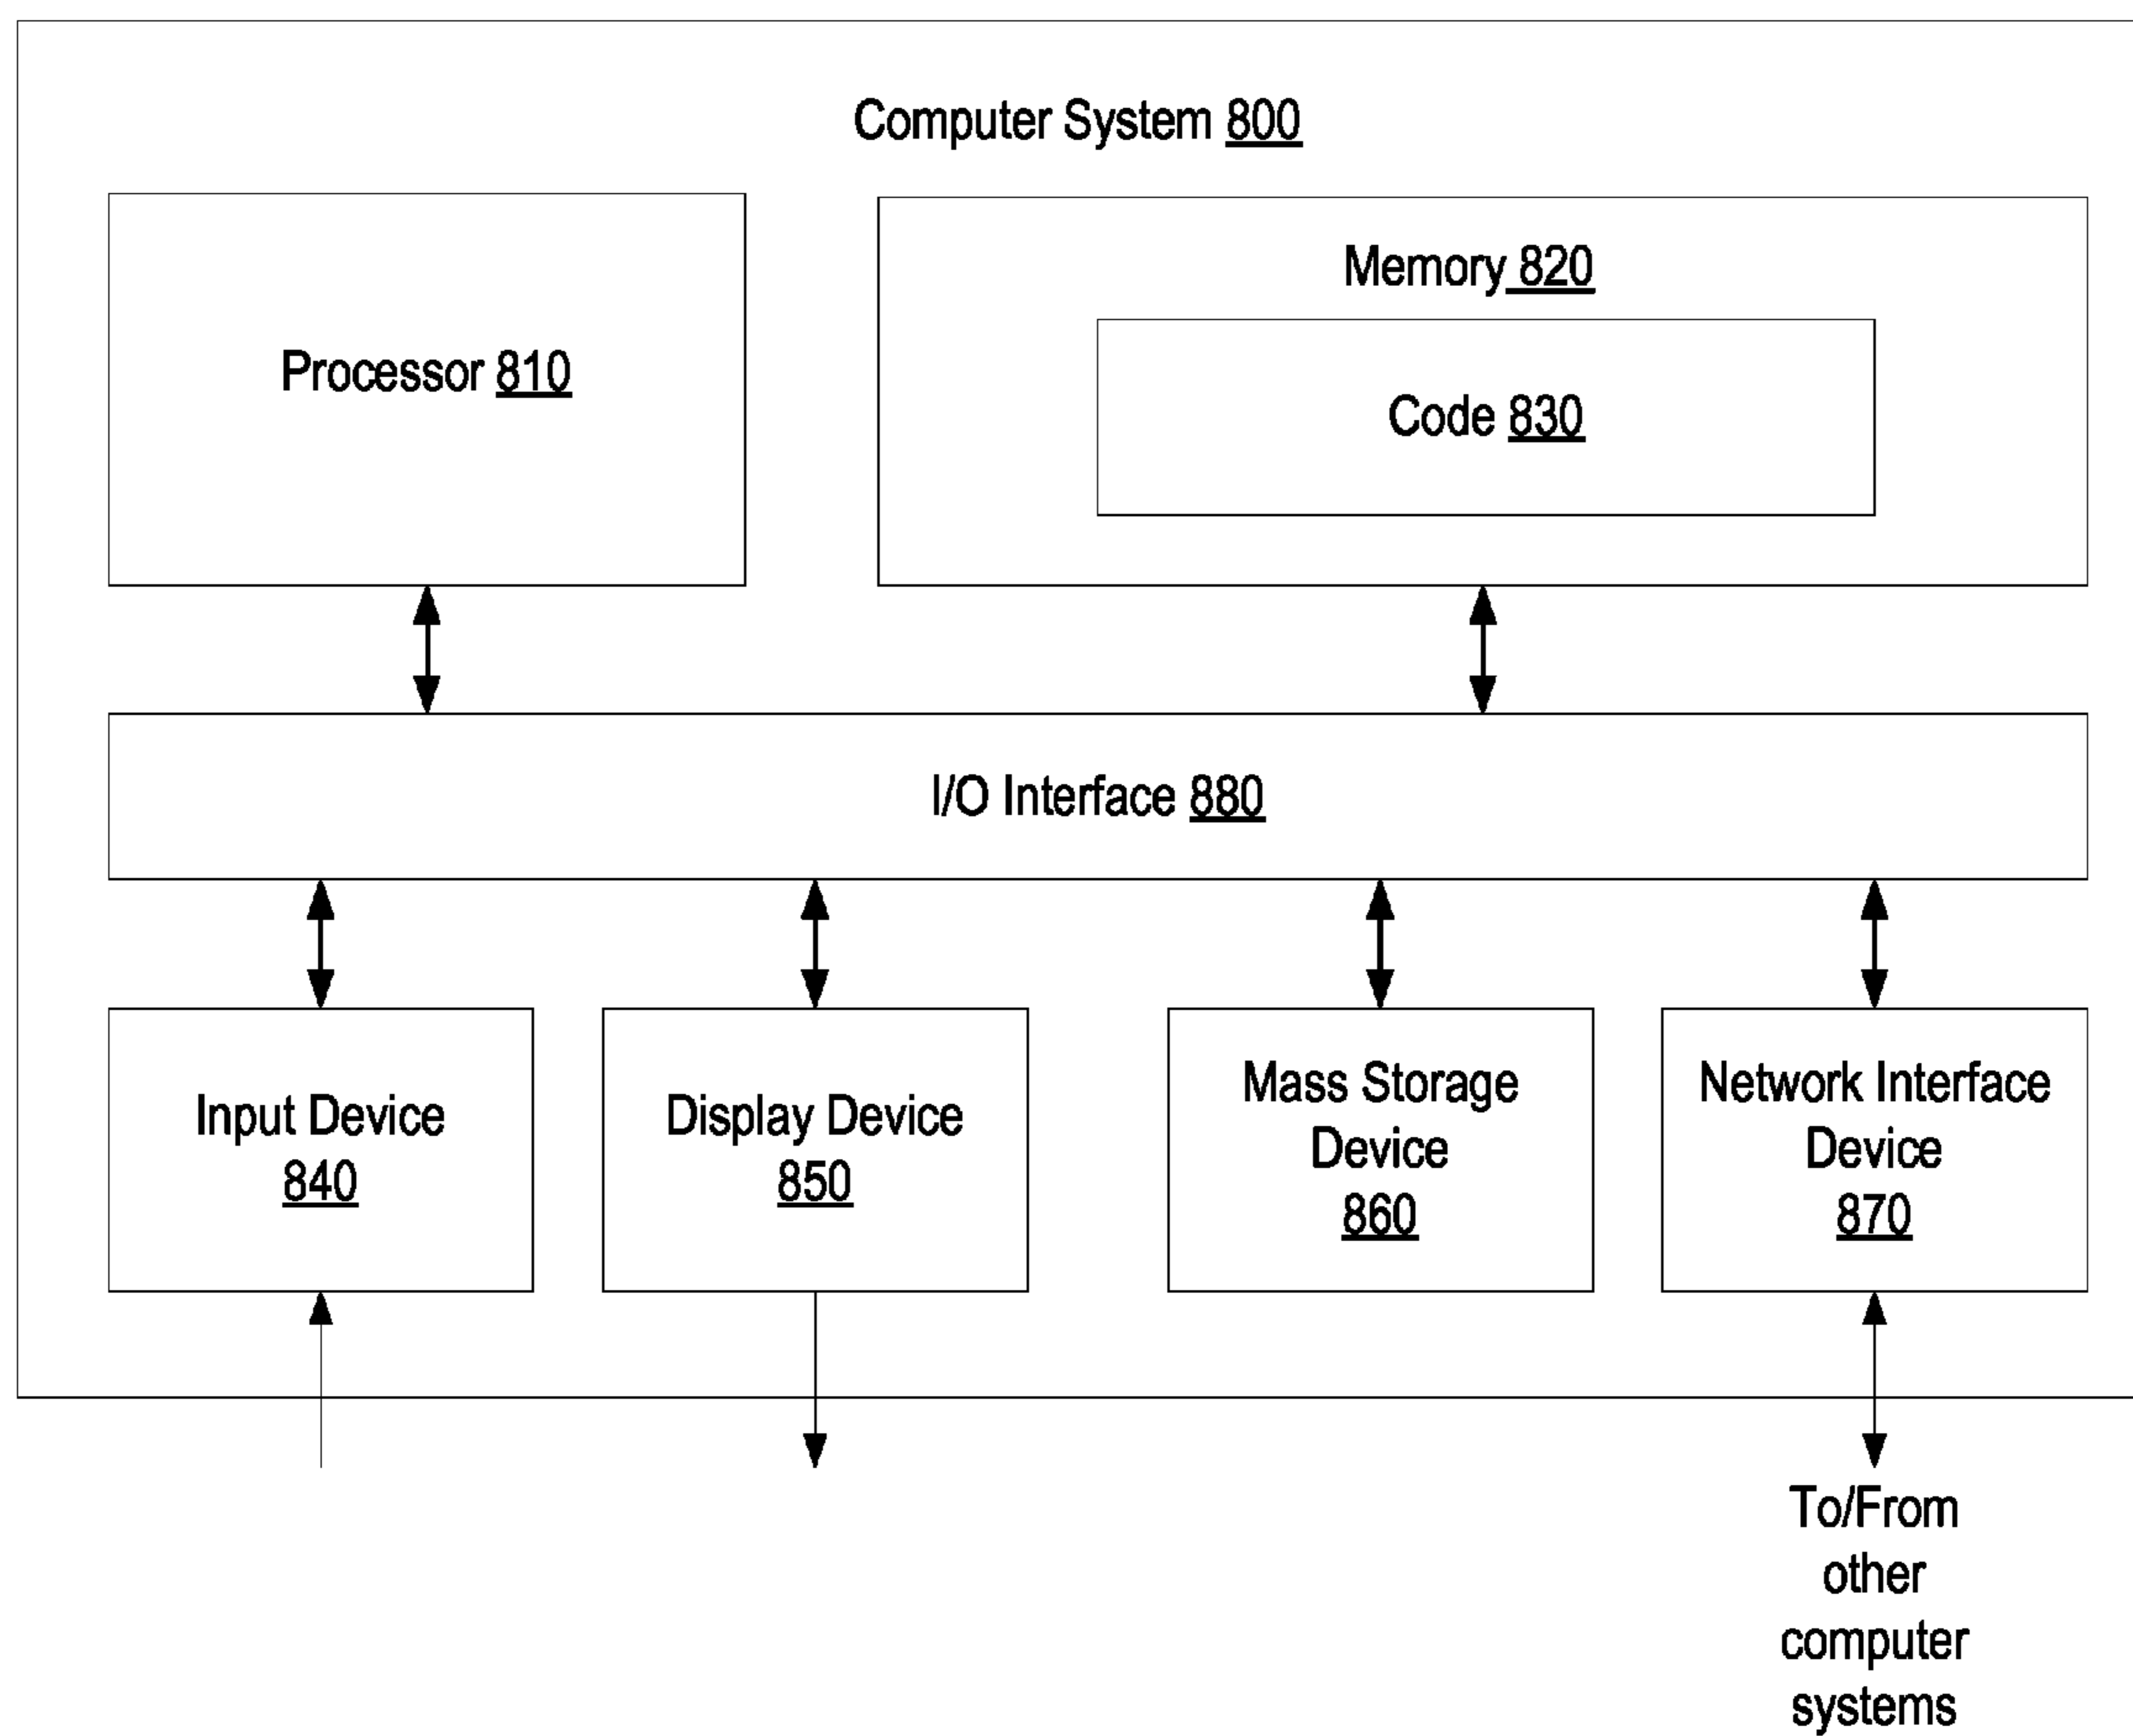 Computer System 800
Processor 810
Memory 820
Code 830
I/O Interface 880
Input Device
840
Display Device
850
Mass Storage
Device
860
Network Interface
Device
870
To/From
other
computer
systems